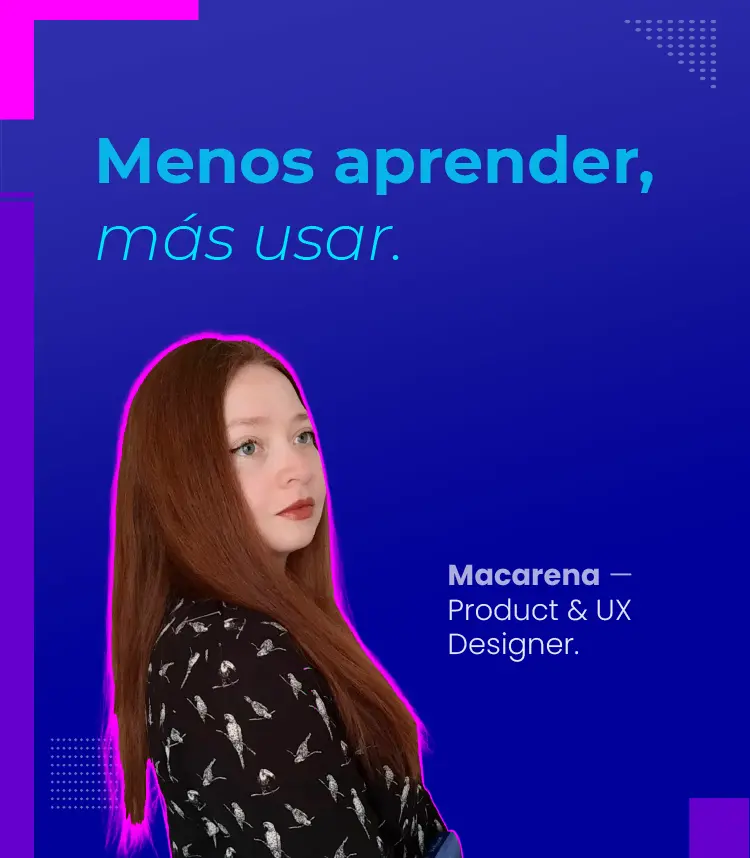 Menos aprender,
más usar.
Macarena —
Product & UX
Designer.